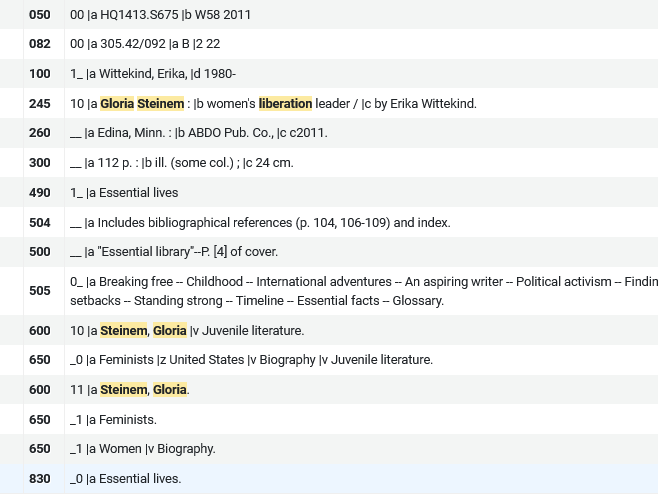 050 00 |a HQ1413.S675 |b W58 2011
082 00 |a 305.42/092 |a B |2 22
100 1_ |a Wittekind, Erika, |d 1980-
245 10 |a Gloria Steinem : |b women's liberation leader / |c by Erika Wittekind.
260 __ |a Edina, Minn. : |b ABDO Pub. Co., |c c2011.
300 __ |a 112 p. : |b ill. (some col.) ; |c 24 cm.
490 1_ |a Essential lives
504 __ |a Includes bibliographical references (p. 104, 106-109) and index.
500 __ |a "Essential library"--P. [4] of cover.
505 0_ |a Breaking free -- Childhood -- International adventures -- An aspiring writer -- Political activism --
setbacks -- Standing strong -- Timeline -- Essential facts -- Glossary.
600 10 |a Steinem, Gloria |v Juvenile literature.
650 _0 |a Feminists |z United States |v Biography |v Juvenile literature.
600 11 |a Steinem, Gloria.
650 _1 |a Feminists.
650 _1 |a Women |v Biography.
830 _0 |a Essential lives.